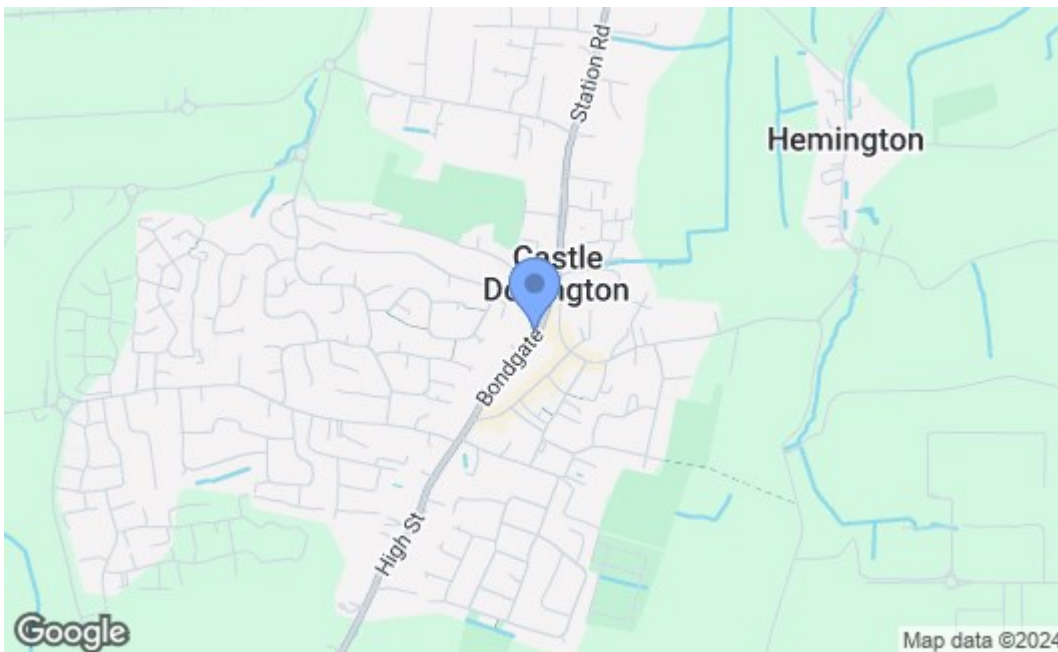 Station Rd
Hemington
Castle
Donington
Bondgate
High St
Google
Map data ©2024